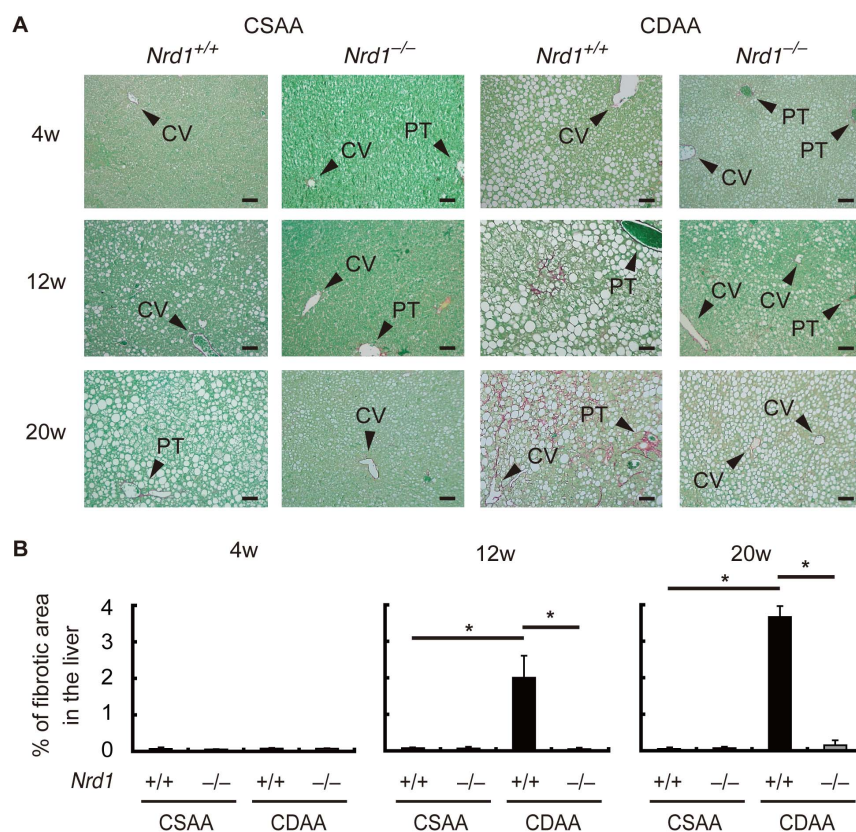 A
CSAA CDAA
Nrd1+/+ Nrd1–/– Nrd1+/+ Nrd1–/–
4w
CV
CV PT
CV
PT PT CV
12w
CV
CV PT
PT
CV CV PT
20w
PT
CV
PT CV
CV CV
B
4w 12w 20w
% of fibrotic area
in the liver
4
3
2
1
0
* *
* *
Nrd1 +/+ –/– +/+ –/– +/+ –/– +/+ –/– +/+ –/– +/+ –/–
CSAA CDAA CSAA CDAA CSAA CDAA